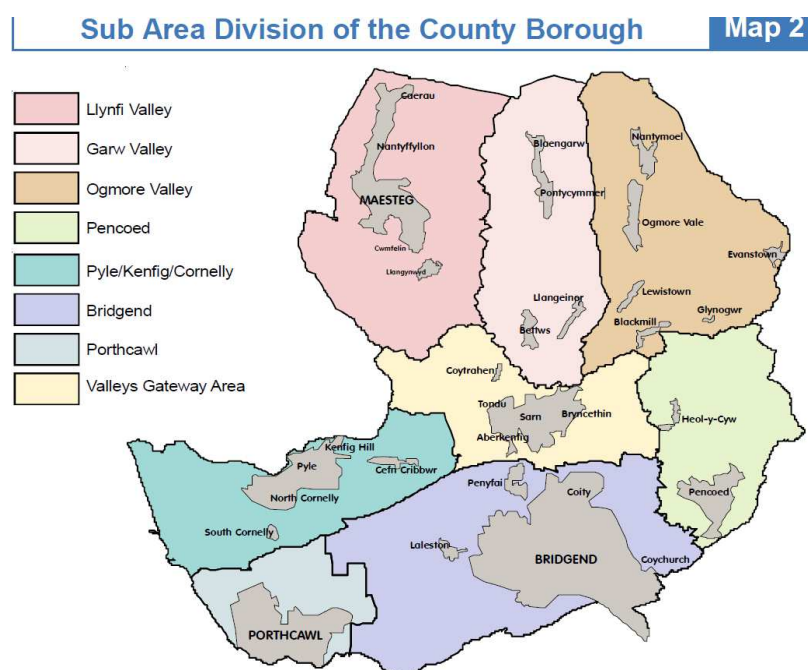 Sub Area Division of the County Borough
Map 2
Llynfi Valley
Garw Valley
Ogmore Valley
Pencoed
Pyle/Kenfig/Cornelly
Bridgend
Porthcawl
Valleys Gateway Area
Caerau
Nantyffyllon
MAESTEG
Cwmfelin
Llangynwyd
Blaengarw
Pontycymmer
Llangeinor
Bettws
Nantymoel
Ogmore Vale
Evanstown
Lewistown
Glynogwr
Blackmill
Coytrahen
Tondu
Sarn
Bryncethin
Aberkenfig
Heol-y-Cyw
Pencoed
Kenfig Hill
Pyle
Cefn Cribbwr
North Cornelly
South Cornelly
Penyfai
Coity
Laleston
BRIDGEND
Coychurch
PORTHCAWL